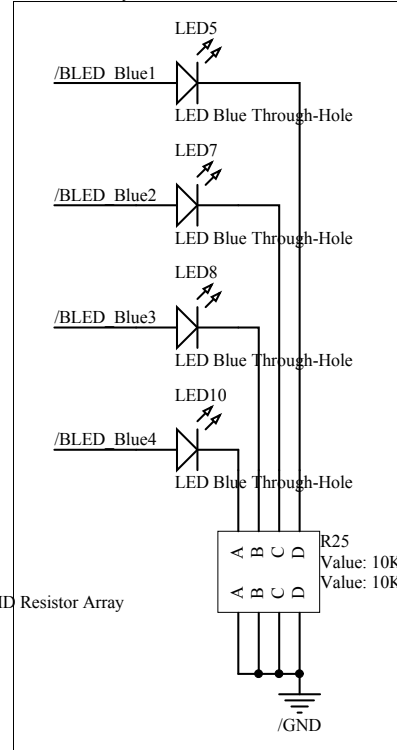 LED5
/BLED_Blue1
LED Blue Through-Hole
LED7
/BLED_Blue2
LED Blue Through-Hole
LED8
/BLED_Blue3
LED Blue Through-Hole
LED10
/BLED_Blue4
LED Blue Through-Hole
A B C D
R25
Value: 10K
Value: 10K
A B C D
Resistor Array
/GND